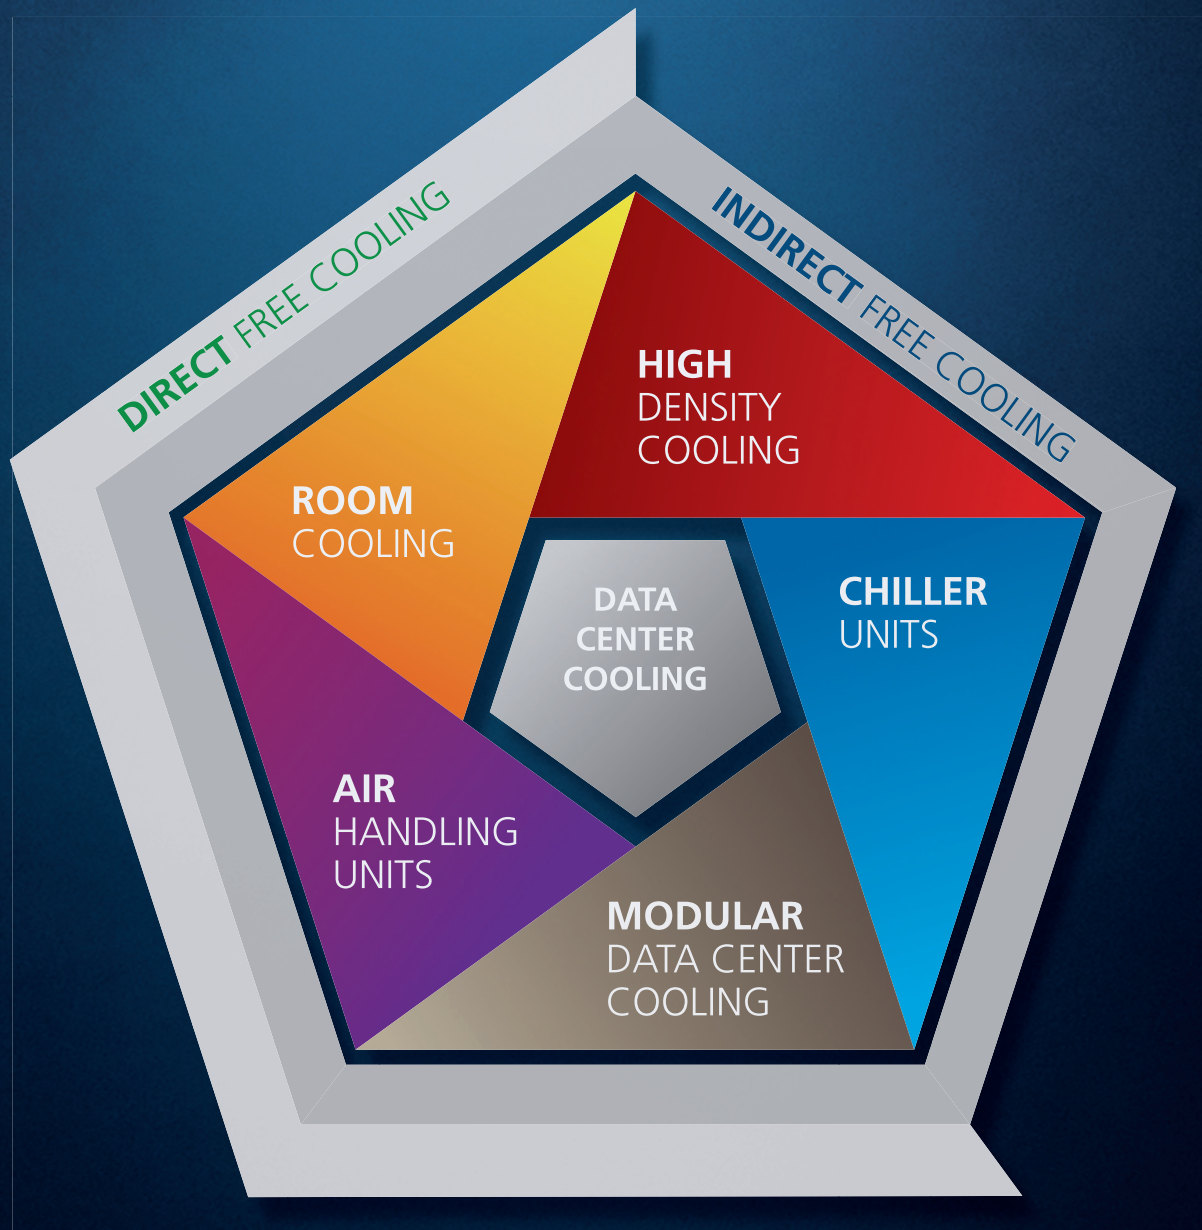 DIRECT FREE COOLING
INDIRECT FREE COOLING
HIGH
DENSITY
COOLING
ROOM
COOLING
DATA
CENTER
COOLING
CHILLER
UNITS
AIR
HANDLING
UNITS
MODULAR
DATA CENTER
COOLING